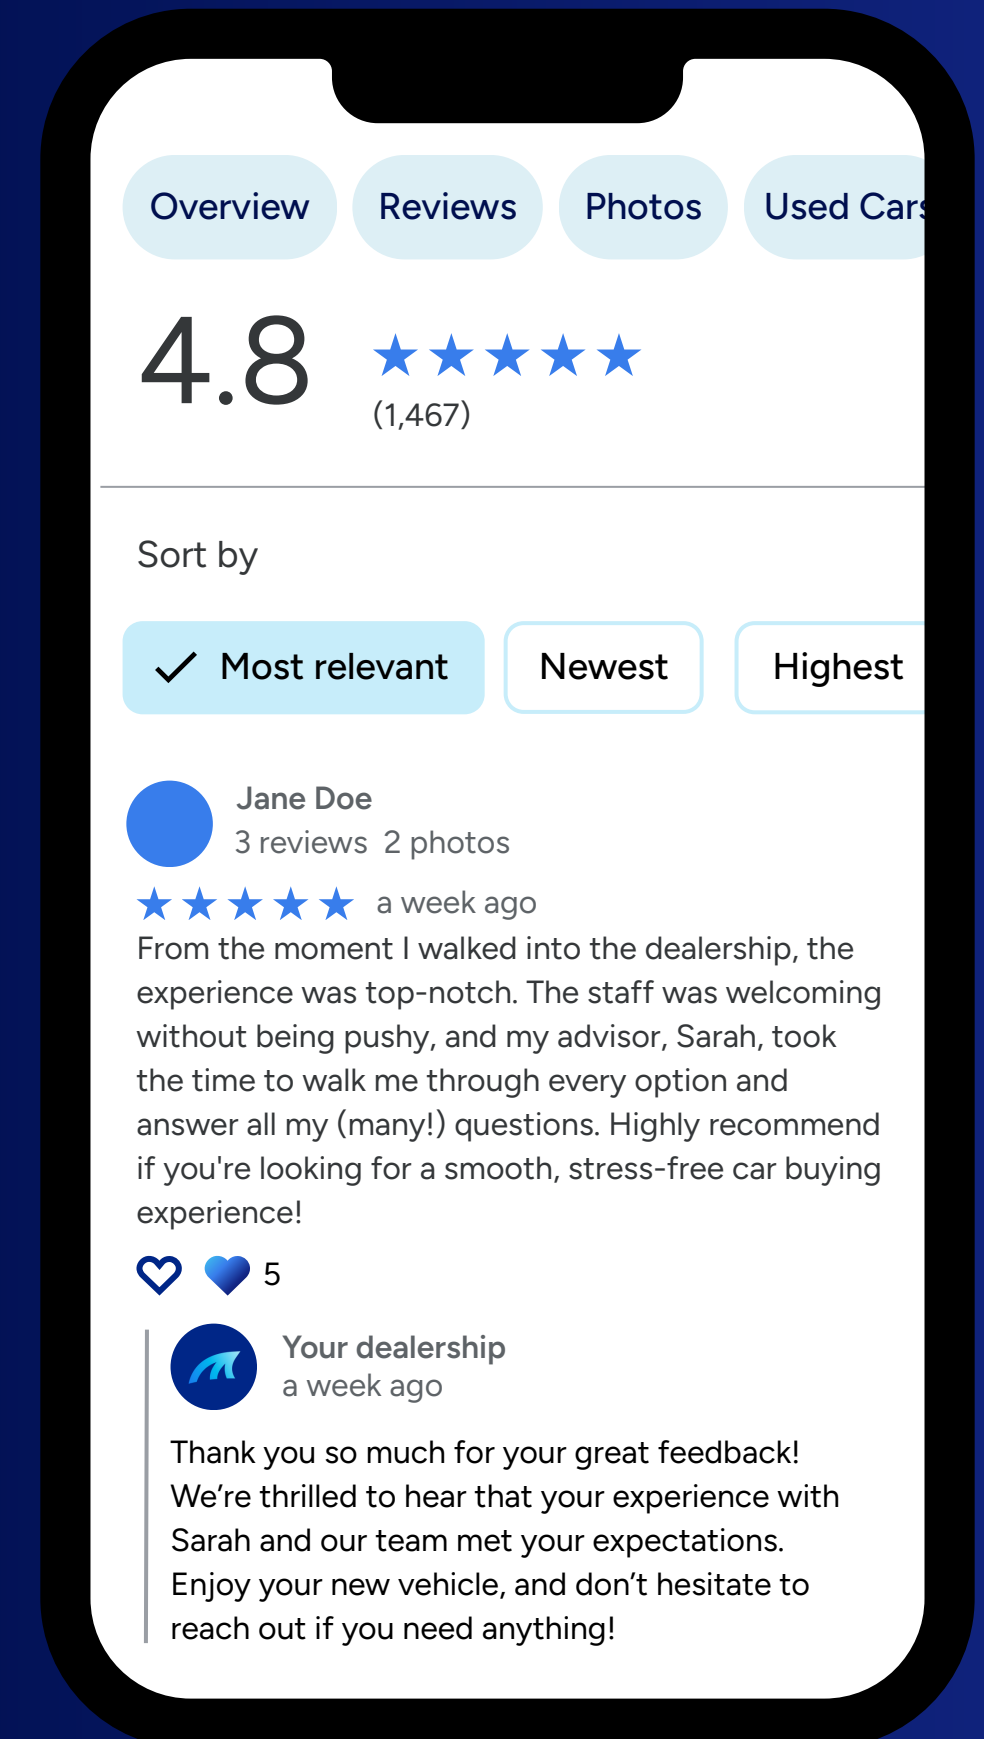 Overview Reviews Photos Used Cars
4.8
(1,467)
Sort by
Most relevant Newest Highest
Jane Doe
3 reviews 2 photos
a week ago
From the moment I walked into the dealership, the
experience was top-notch. The staff was welcoming
without being pushy, and my advisor, Sarah, took
the time to walk me through every option and
answer all my (many!) questions. Highly recommend
if you're looking for a smooth, stress-free car buying
experience!
5
Your dealership
a week ago
Thank you so much for your great feedback!
We’re thrilled to hear that your experience with
Sarah and our team met your expectations.
Enjoy your new vehicle, and don’t hesitate to
reach out if you need anything!